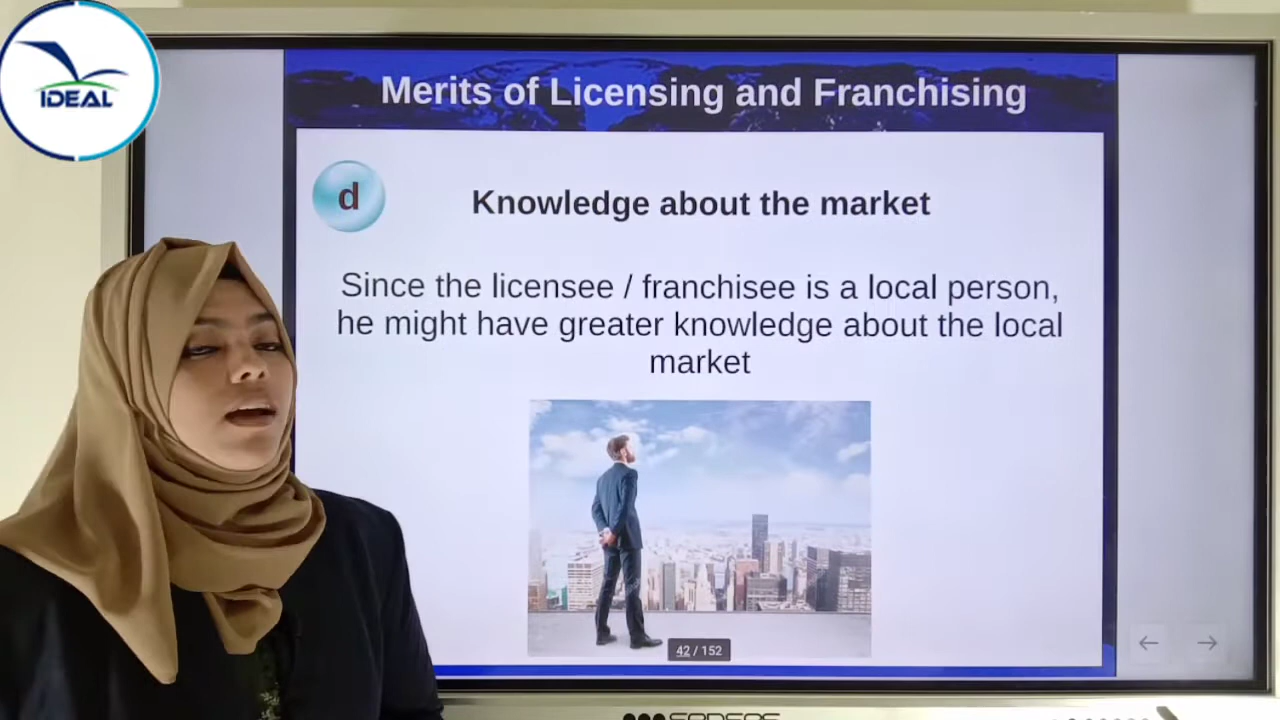 IDEAL
Merits of Licensing and Franchising
d
Knowledge about the market
Since the licensee / franchisee is a local person,
he might have greater knowledge about the local
market
42 / 152